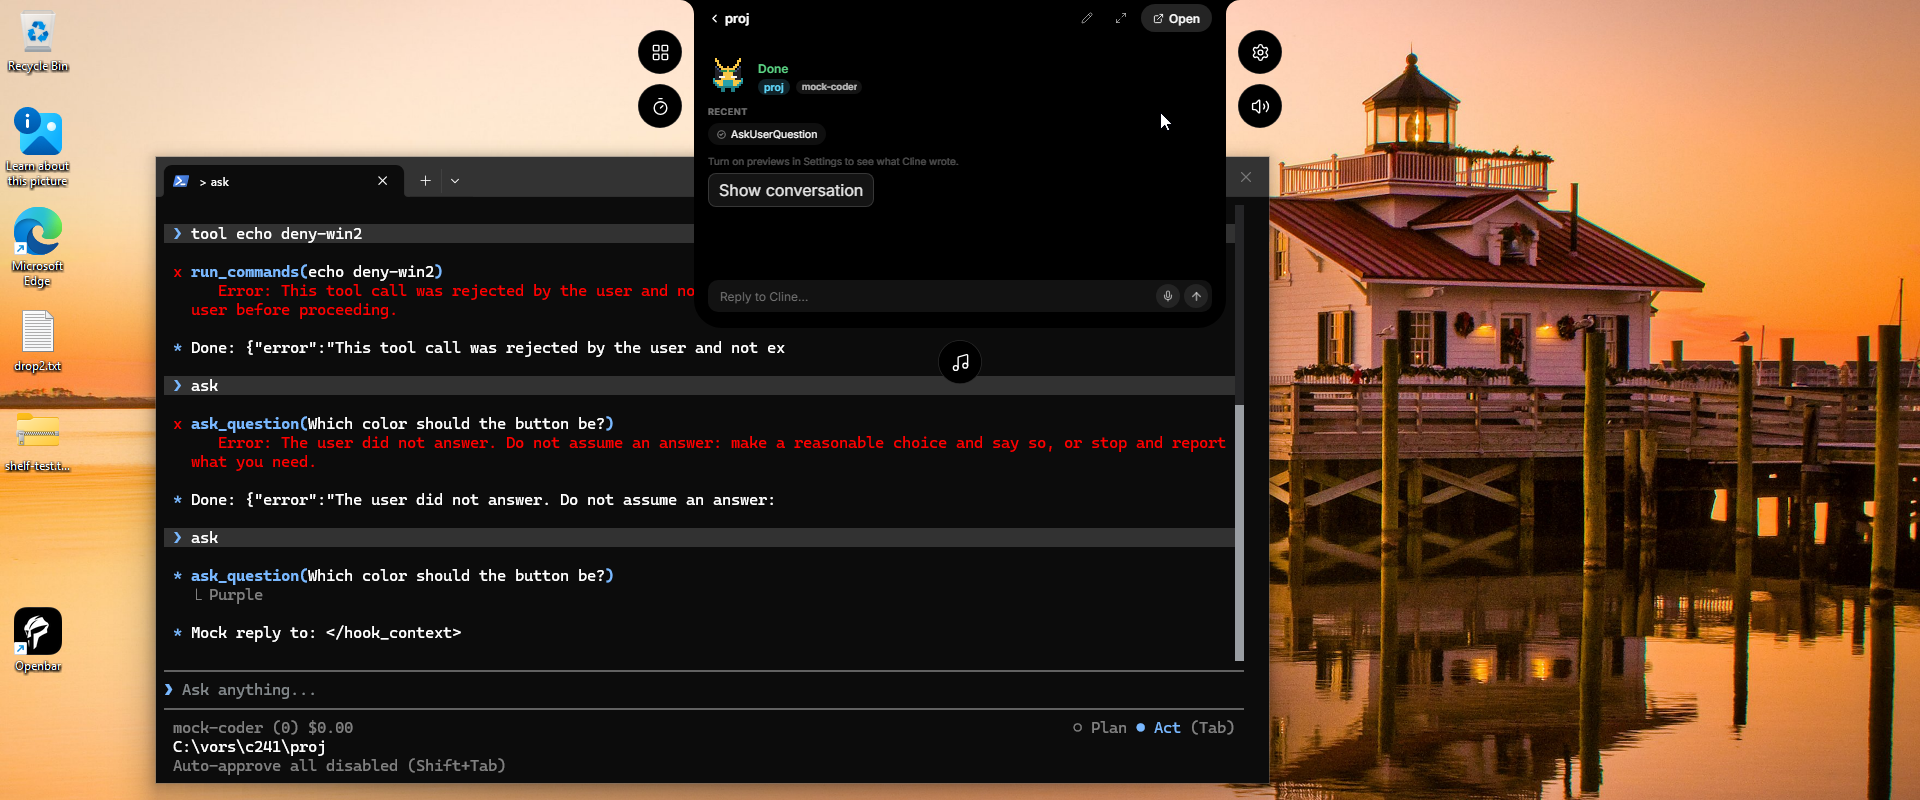 Recycle Bin
Learn about
this picture
Microsoft
Edge
drop2.txt
shelf-test.t...
Openbar
proj
Open
Done
proj
mock-coder
RECENT
AskUserQuestion
Turn on previews in Settings to see what Cline wrote.
Show conversation
Reply to Cline...
> ask
❯ tool echo deny-win2
x run_commands(echo deny-win2)
Error: This tool call was rejected by the user and no
user before proceeding.
* Done: {"error":"This tool call was rejected by the user and not ex
❯ ask
x ask_question(Which color should the button be?)
Error: The user did not answer. Do not assume an answer: make a reasonable choice and say so, or stop and report
what you need.
* Done: {"error":"The user did not answer. Do not assume an answer:
❯ ask
* ask_question(Which color should the button be?)
└ Purple
* Mock reply to: </hook_context>
❯ Ask anything...
mock-coder (0) $0.00
○ Plan ● Act (Tab)
C:\vors\c241\proj
Auto-approve all disabled (Shift+Tab)